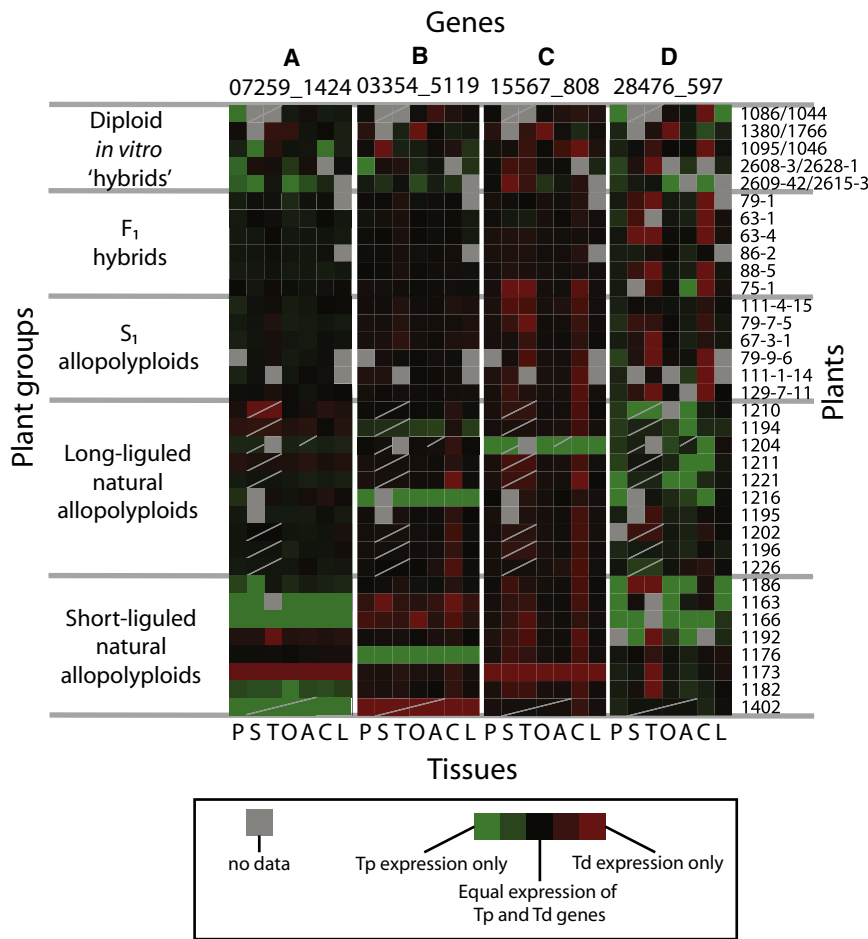 Genes
A B C D
07259_1424 03354_5119 15567_808 28476_597
Plant groups
Diploid
in vitro
‘hybrids’
F₁
hybrids
S₁
allopolyploids
Long-liguled
natural
allopolyploids
Short-liguled
natural
allopolyploids
1086/1044
1380/1766
1095/1046
2608-3/2628-1
2609-42/2615-3
79-1
63-1
63-4
86-2
88-5
75-1
111-4-15
79-7-5
67-3-1
79-9-6
111-1-14
129-7-11
1210
1194
1204
1211
1221
1216
1195
1202
1196
1226
1186
1163
1166
1192
1176
1173
1182
1402
Plants
P S T O A C L P S T O A C L P S T O A C L P S T O A C L
Tissues
no data
Tp expression only
Equal expression of
Tp and Td genes
Td expression only